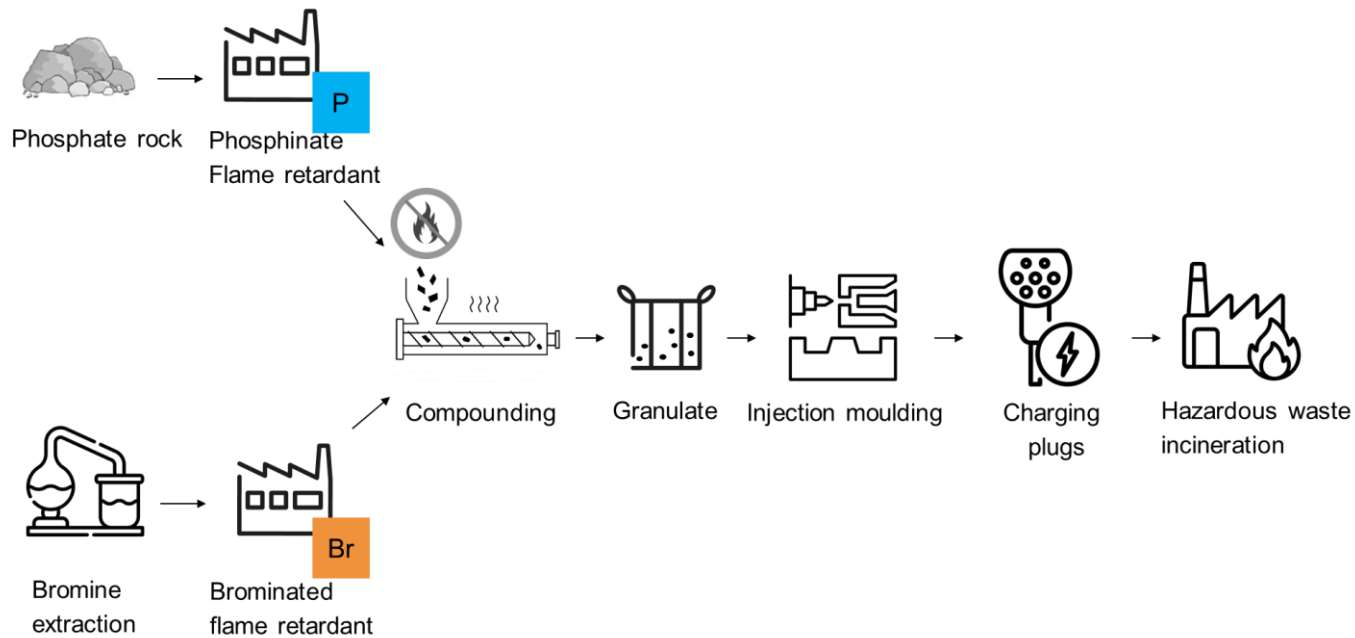 P
Phosphate rock
Phosphinate
Flame retardant
Compounding
Granulate
Injection moulding
Charging
plugs
Hazardous waste
incineration
Br
Bromine
extraction
Brominated
flame retardant